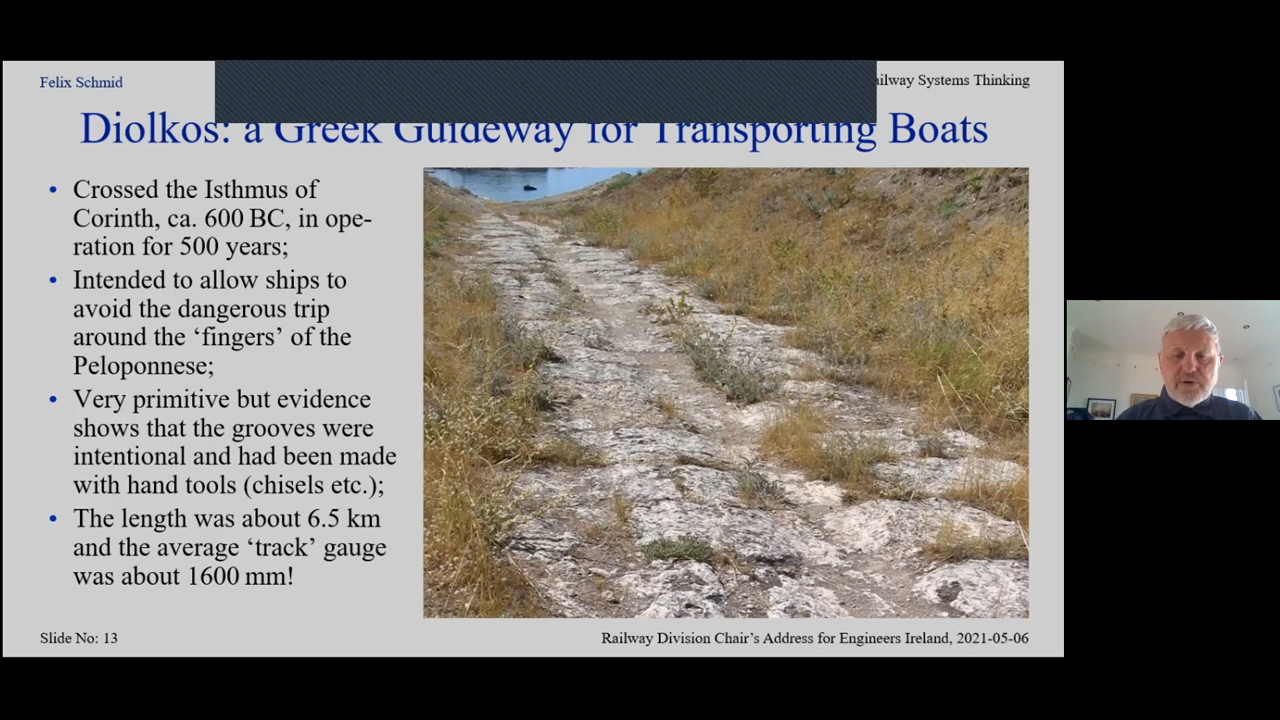 Felix Schmid
ailway Systems Thinking
Diolkos: a Greek Guideway for Transporting Boats
• Crossed the Isthmus of
Corinth, ca. 600 BC, in ope-
ration for 500 years;
• Intended to allow ships to
avoid the dangerous trip
around the ‘fingers’ of the
Peloponnese;
• Very primitive but evidence
shows that the grooves were
intentional and had been made
with hand tools (chisels etc.);
• The length was about 6.5 km
and the average ‘track’ gauge
was about 1600 mm!
Slide No: 13
Railway Division Chair’s Address for Engineers Ireland, 2021-05-06